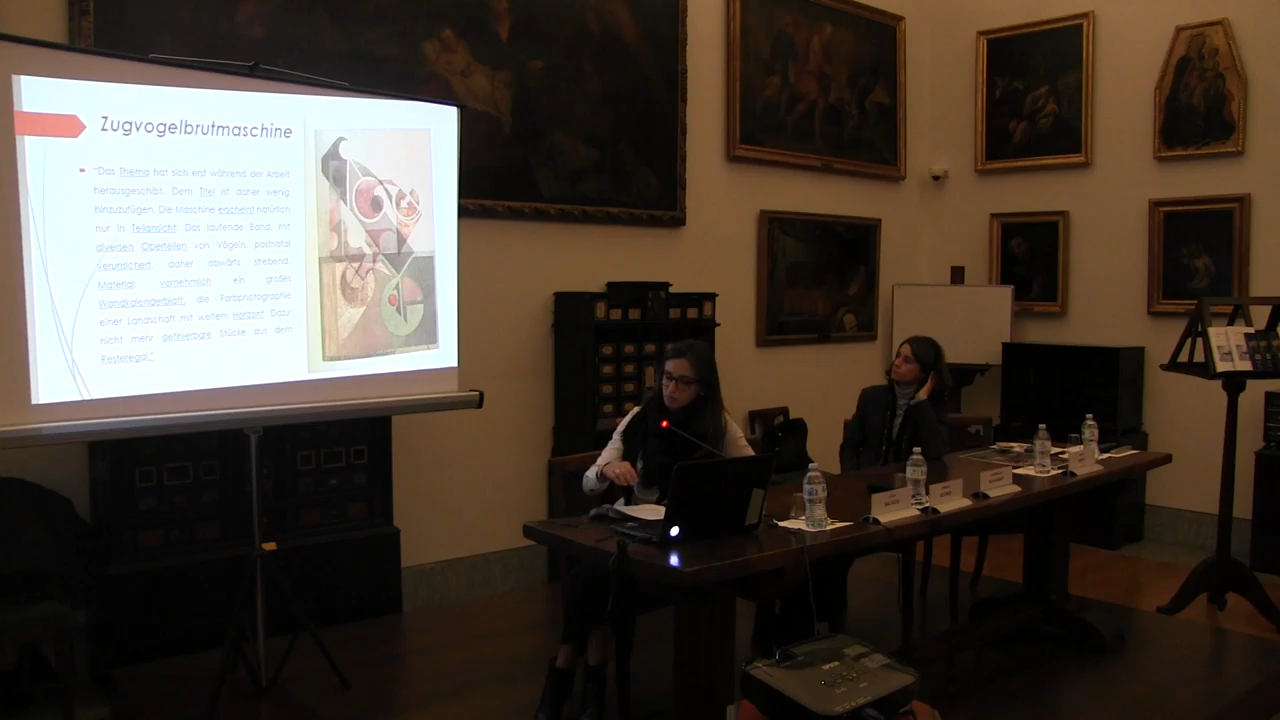 Zugvogelbrutmaschine
"Das Thema hat sich erst während der Arbeit
herausgeschält. Dem Titel ist daher wenig
hinzuzufügen. Die Maschine erscheint natürlich
nur in Teilansicht: Das laufende Band, mit
diversen Oberteilen von Vögeln, postnatal
verunsichert, daher abwärts strebend.
Material: vornehmlich ein großes
Wandkalenderblatt, die Farbphotographie
einer Landschaft mit weitem Horizont. Dazu:
nicht mehr definierbare Stücke aus dem
Resteregal."